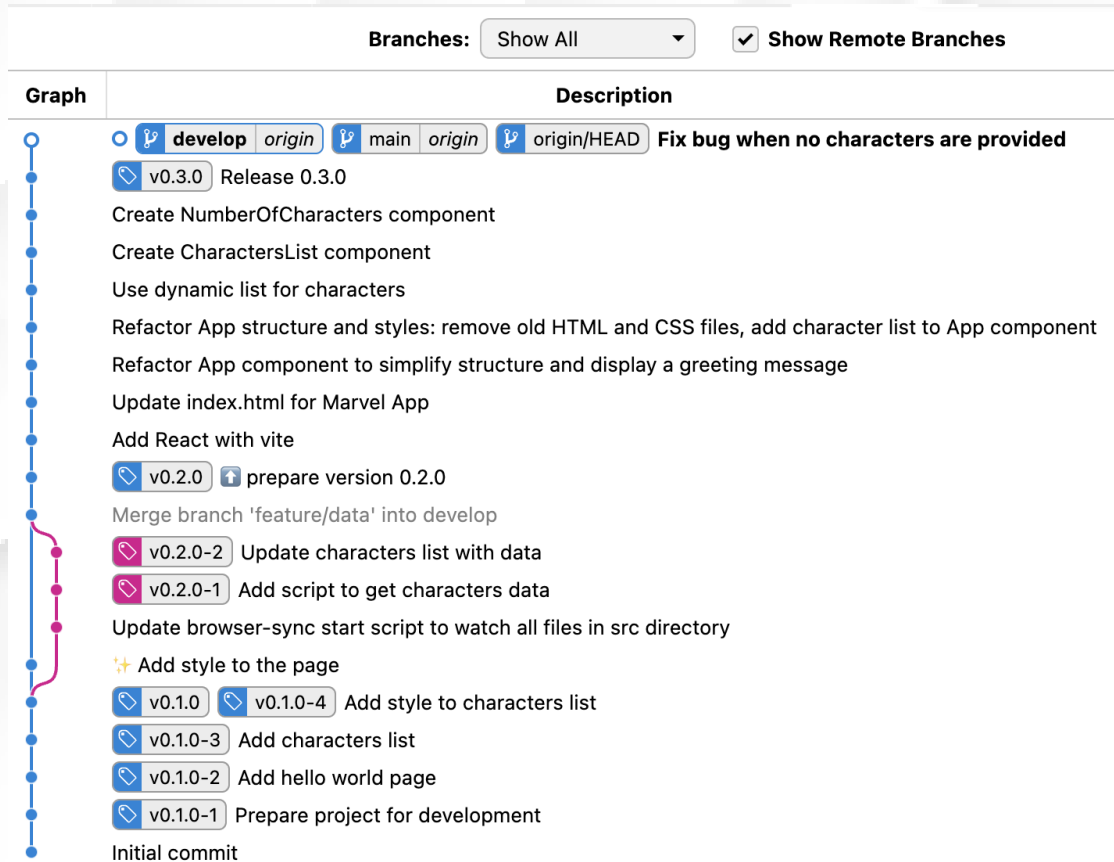 Branches: Show All Show Remote Branches
Graph Description
develop origin main origin origin/HEAD Fix bug when no characters are provided
v0.3.0 Release 0.3.0
Create NumberOfCharacters component
Create CharactersList component
Use dynamic list for characters
Refactor App structure and styles: remove old HTML and CSS files, add character list to App component
Refactor App component to simplify structure and display a greeting message
Update index.html for Marvel App
Add React with vite
v0.2.0 ⬆️ prepare version 0.2.0
Merge branch 'feature/data' into develop
v0.2.0-2 Update characters list with data
v0.2.0-1 Add script to get characters data
Update browser-sync start script to watch all files in src directory
✨ Add style to the page
v0.1.0 v0.1.0-4 Add style to characters list
v0.1.0-3 Add characters list
v0.1.0-2 Add hello world page
v0.1.0-1 Prepare project for development
Initial commit